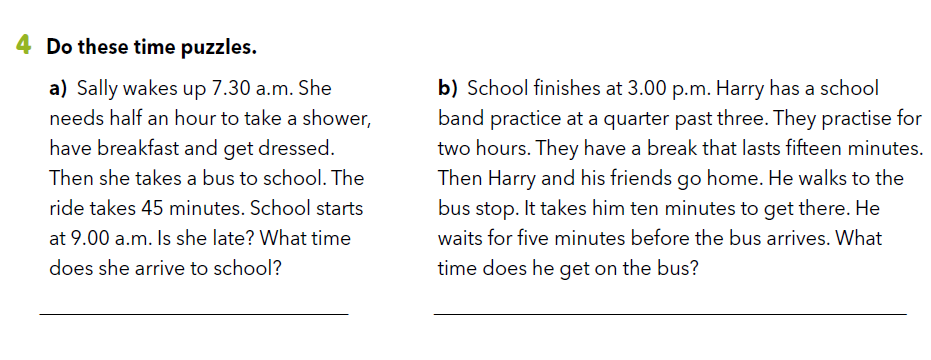 4 Do these time puzzles.
a) Sally wakes up 7.30 a.m. She
needs half an hour to take a shower,
have breakfast and get dressed.
Then she takes a bus to school. The
ride takes 45 minutes. School starts
at 9.00 a.m. Is she late? What time
does she arrive to school?
b) School finishes at 3.00 p.m. Harry has a school
band practice at a quarter past three. They practise for
two hours. They have a break that lasts fifteen minutes.
Then Harry and his friends go home. He walks to the
bus stop. It takes him ten minutes to get there. He
waits for five minutes before the bus arrives. What
time does he get on the bus?